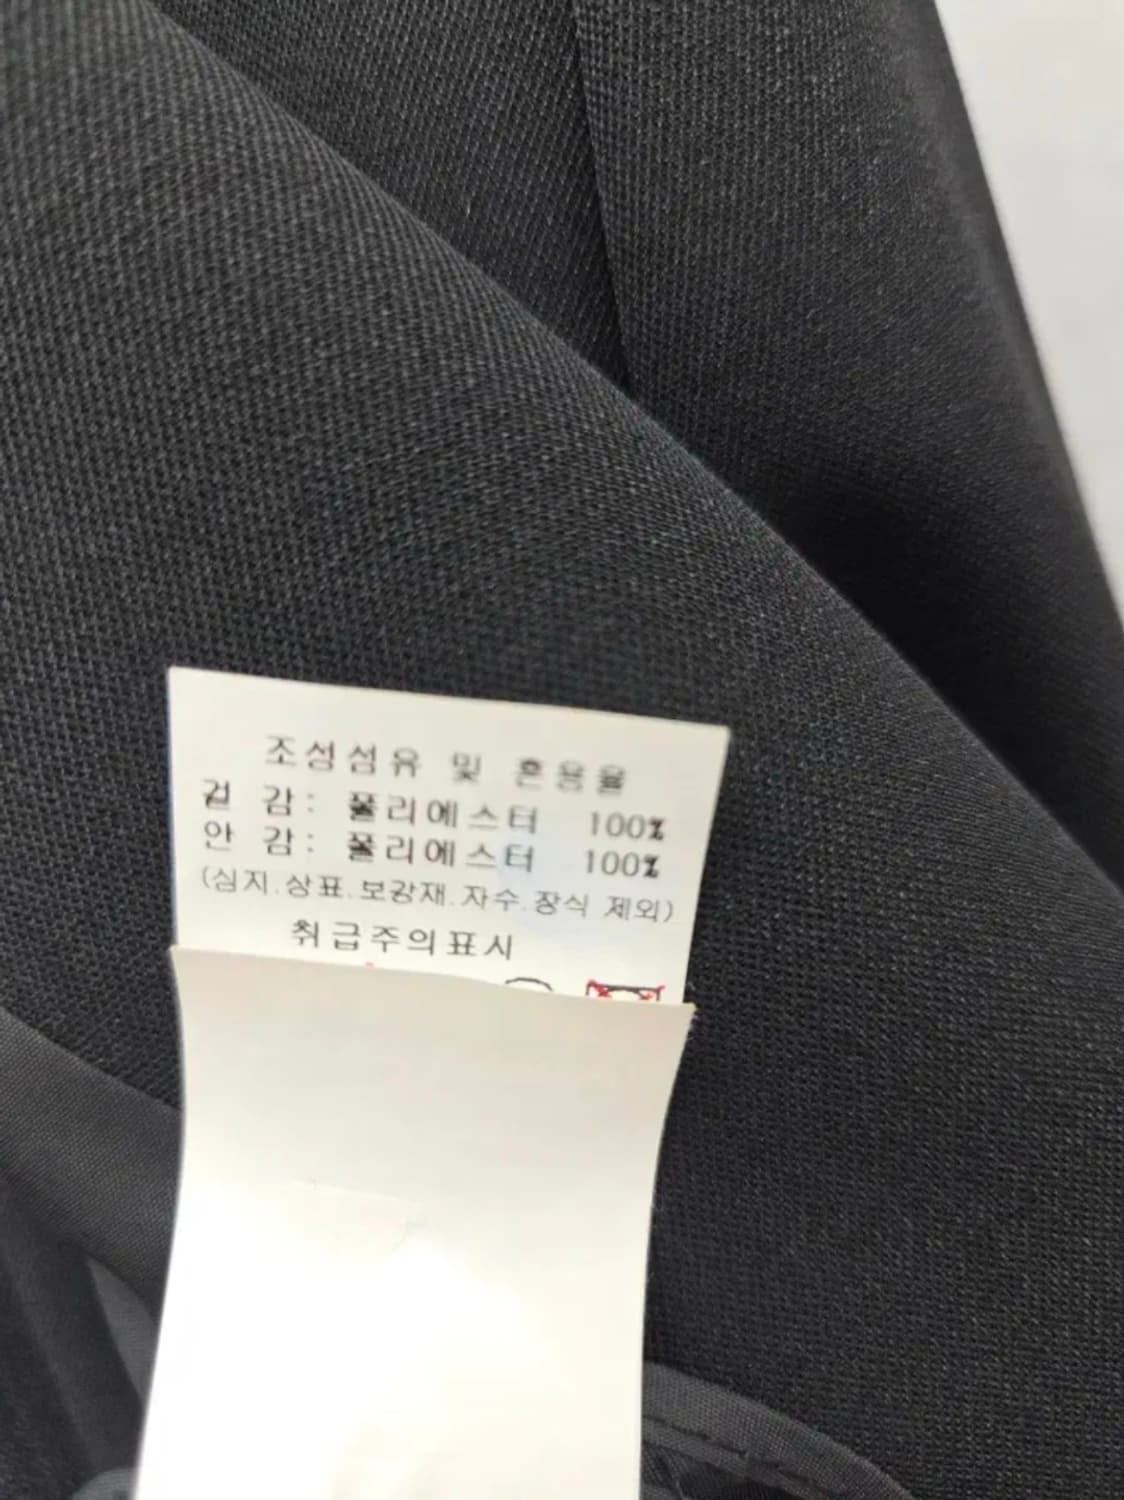 조성섬유 및 혼용율
겉 감: 폴리에스터 100%
안 감: 폴리에스터 100%
(심지.상표.보강재.자수.장식 제외)
취급주의표시